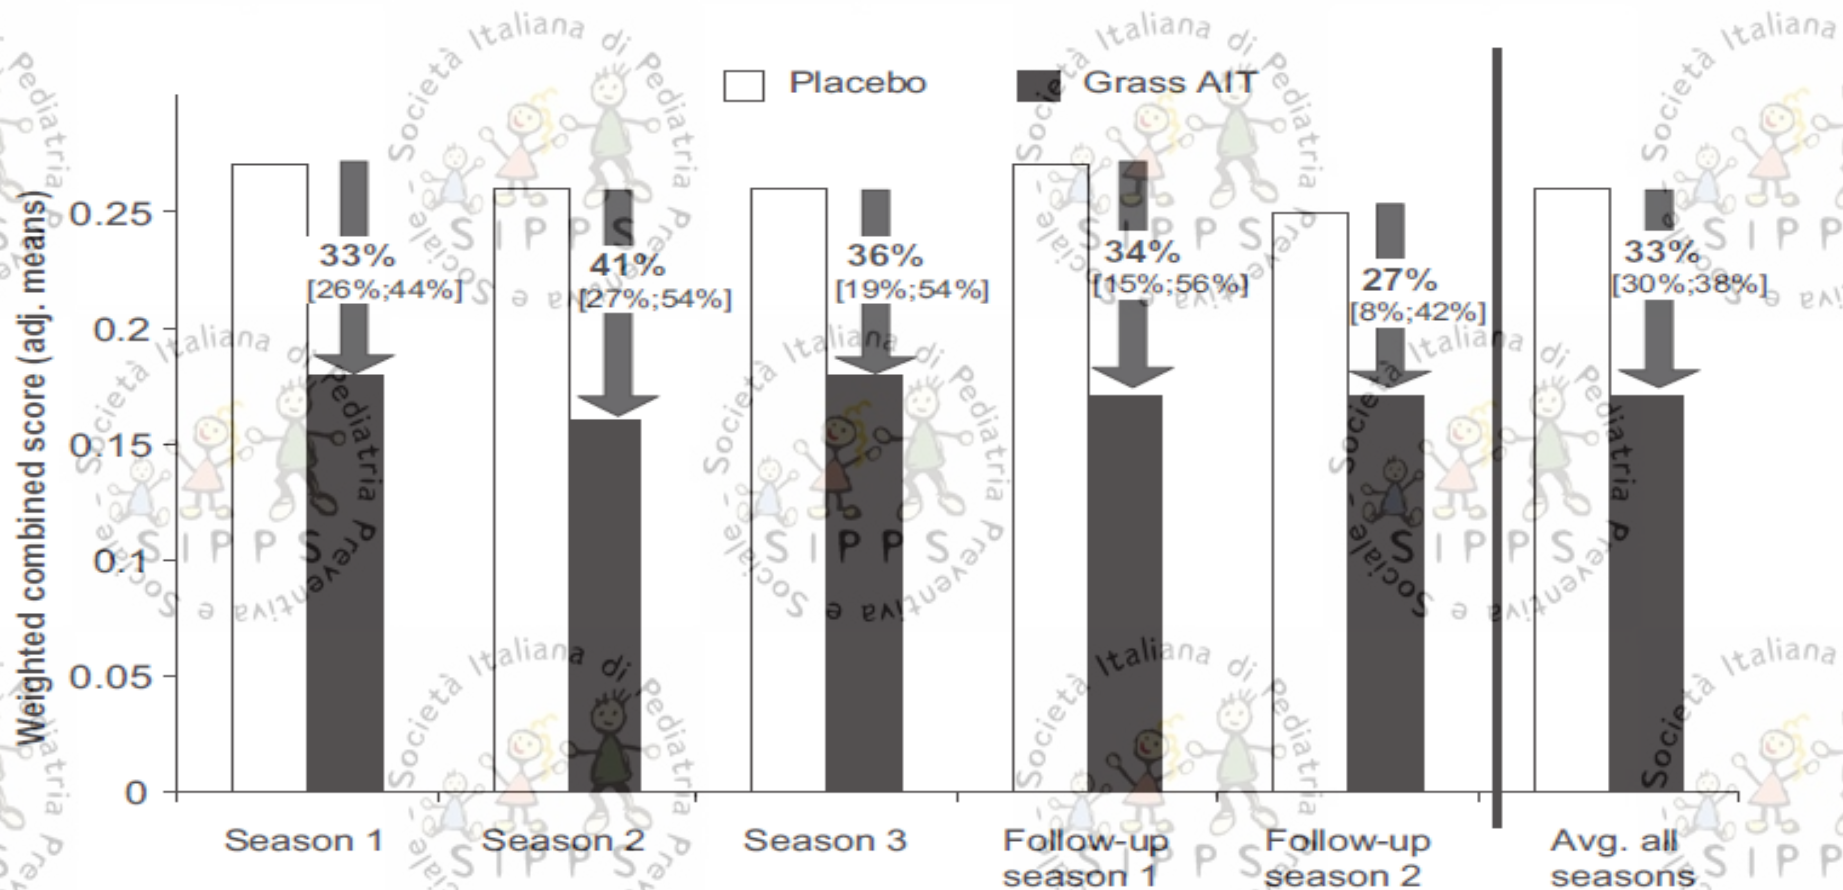 Placebo
Grass AIT
Weighted combined score (adj. means)
0.25
0.2
0.15
0.1
0.05
0
33%
[26%;44%]
41%
[27%;54%]
36%
[19%;54%]
34%
[15%;56%]
27%
[8%;42%]
33%
[30%;38%]
Season 1
Season 2
Season 3
Follow-up
season 1
Follow-up
season 2
Avg. all
seasons
Società Italiana di Pediatria Preventiva e Sociale -
SIPPS